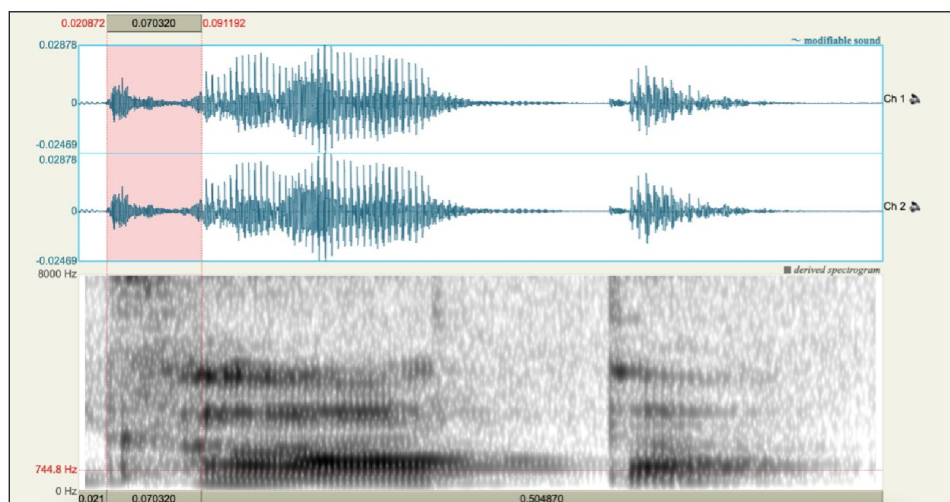 0.020872 0.070320 0.091192
0.02878 ~ modifiable sound
0 Ch 1
-0.02469
0.02878
0 Ch 2
-0.02469
8000 Hz derived spectrogram
744.8 Hz
0 Hz
0.021 0.070320 0.504870